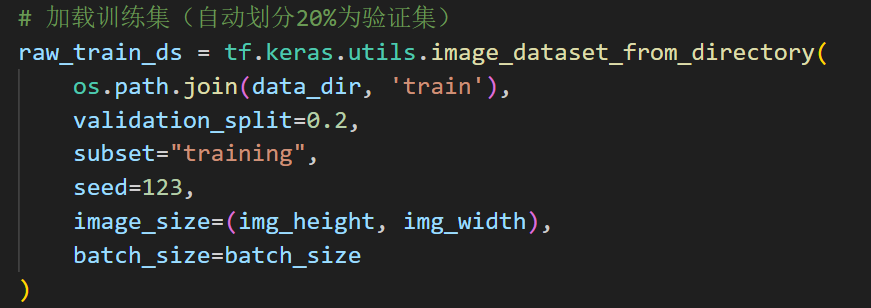 # 加载训练集（自动划分20%为验证集）
raw_train_ds = tf.keras.utils.image_dataset_from_directory(
    os.path.join(data_dir, 'train'),
    validation_split=0.2,
    subset="training",
    seed=123,
    image_size=(img_height, img_width),
    batch_size=batch_size
)